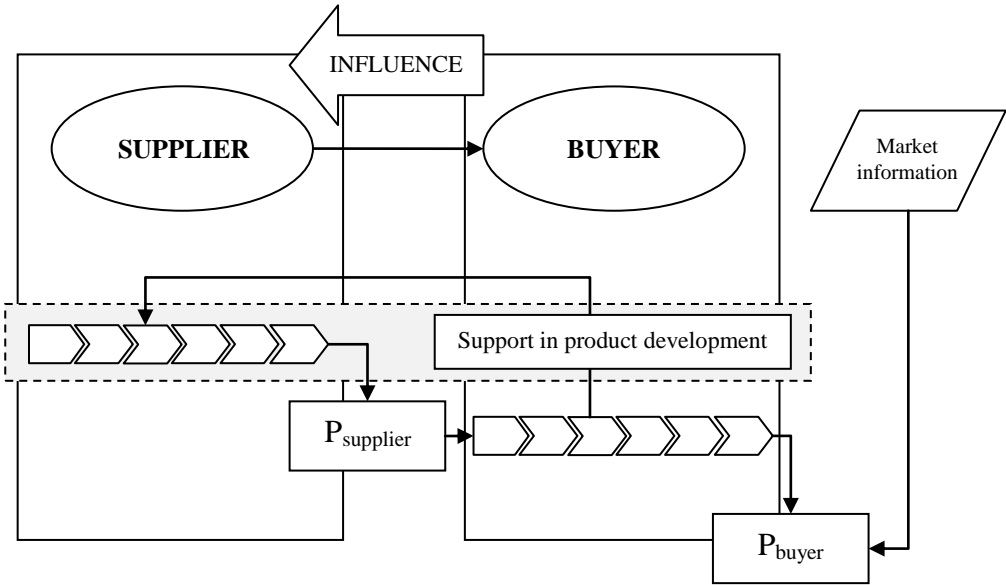 INFLUENCE
SUPPLIER
BUYER
Market
information
Support in product development
Psupplier
Pbuyer